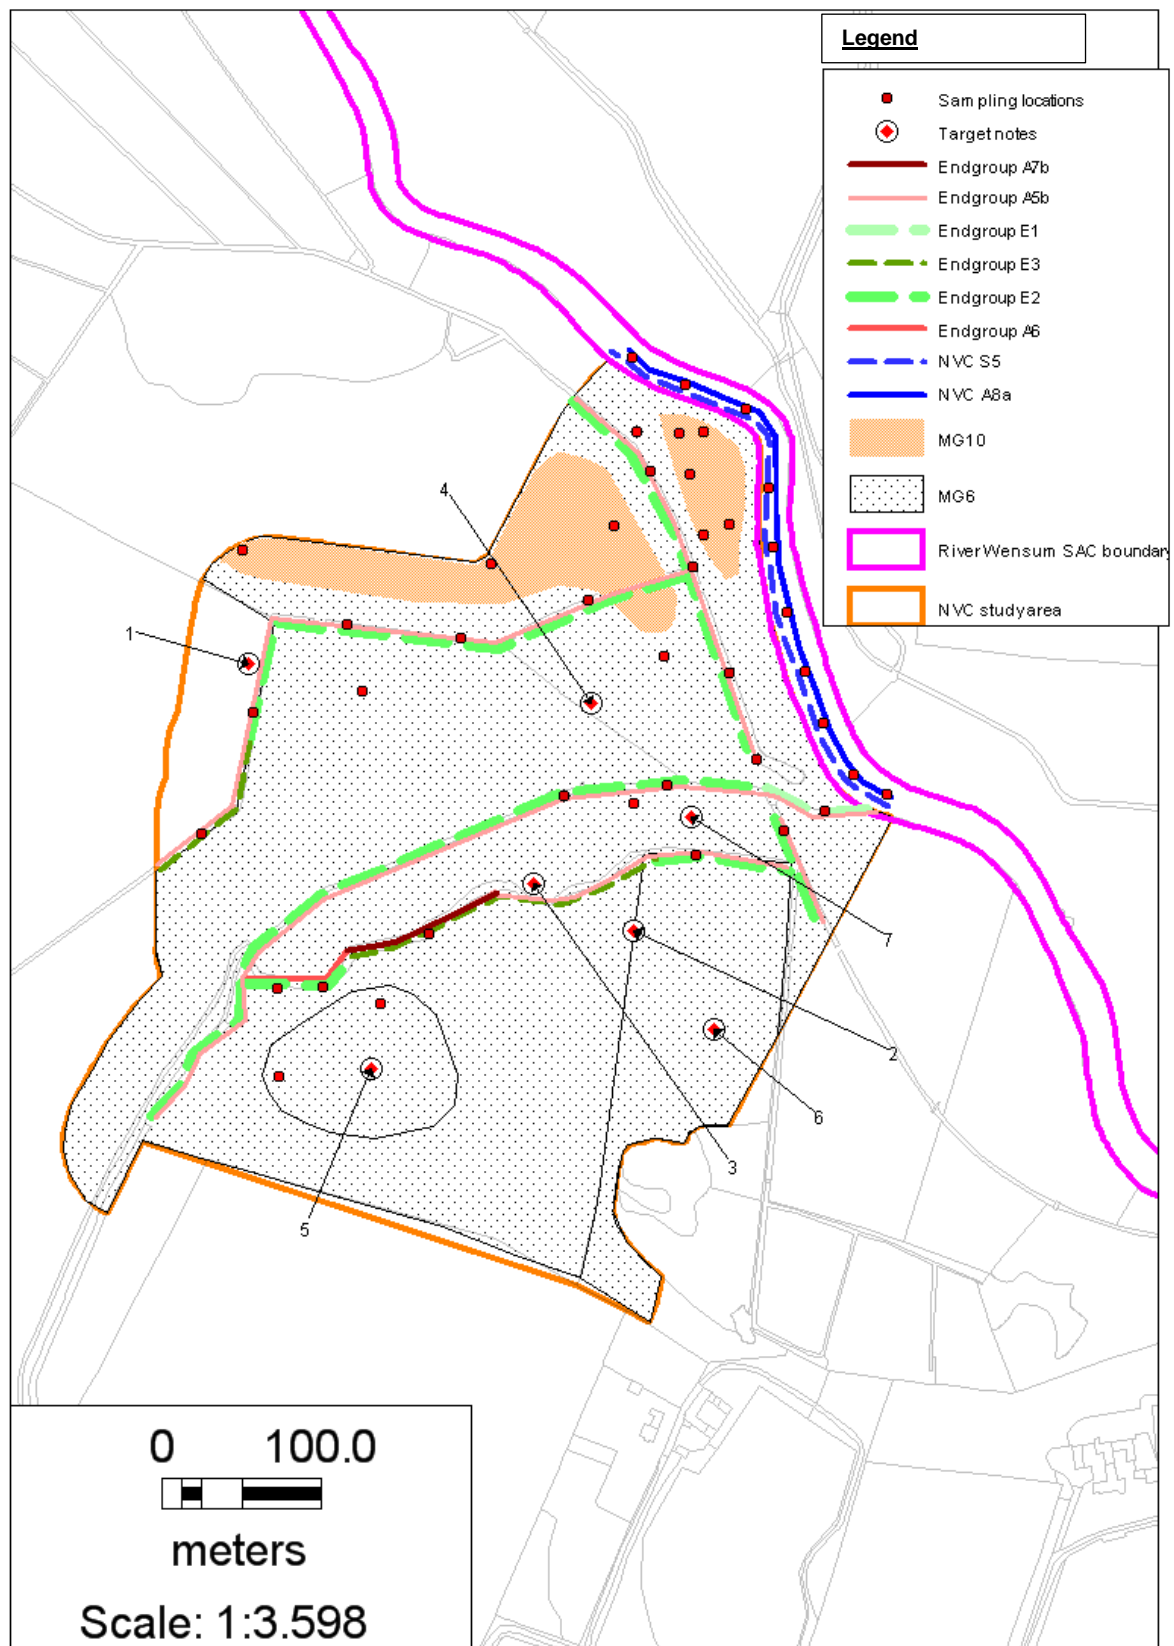 Legend
Sampling locations
Target notes
Endgroup A7b
Endgroup A5b
Endgroup E1
Endgroup E3
Endgroup E2
Endgroup A6
NVC S5
NVC A8a
MG10
MG6
River Wensum SAC boundar
NVC study area
4
1
7
2
6
3
5
0 100.0
meters
Scale: 1:3.598